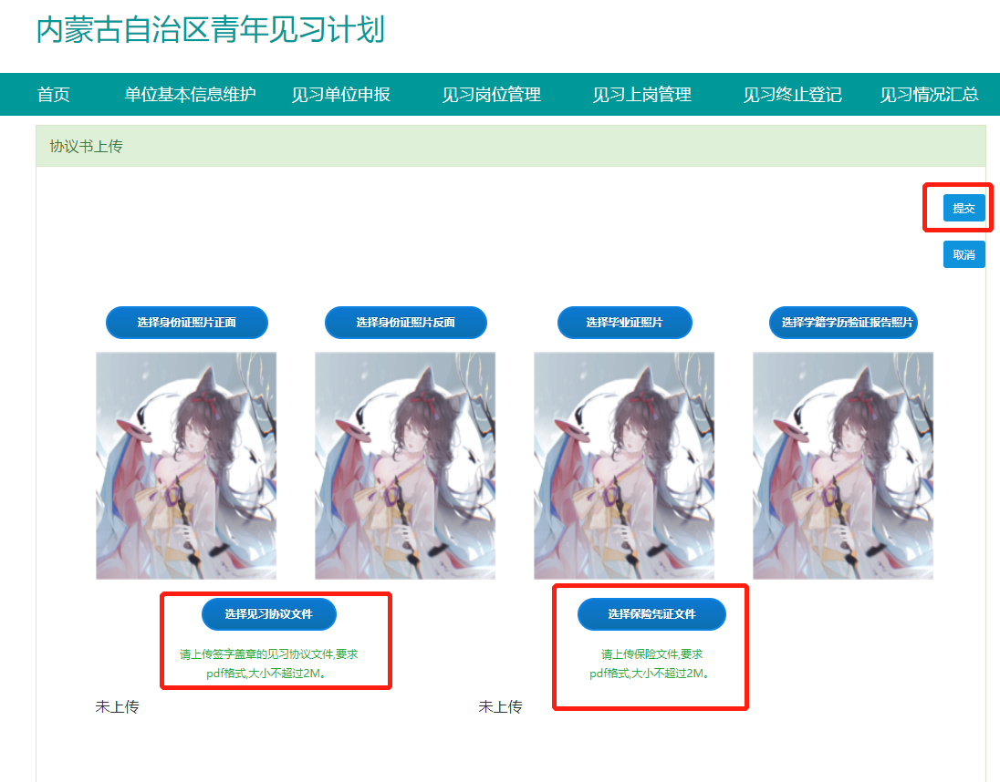 内蒙古自治区青年见习计划
首页 单位基本信息维护 见习单位申报 见习岗位管理 见习上岗管理 见习终止登记 见习情况汇总
协议书上传
提交
取消
选择身份证照片正面 选择身份证照片反面 选择毕业证照片 选择学籍学历验证报告照片
选择见习协议文件 选择保险凭证文件
请上传签字盖章的见习协议文件,要求 请上传保险文件,要求
pdf格式,大小不超过2M。 pdf格式,大小不超过2M。
未上传 未上传